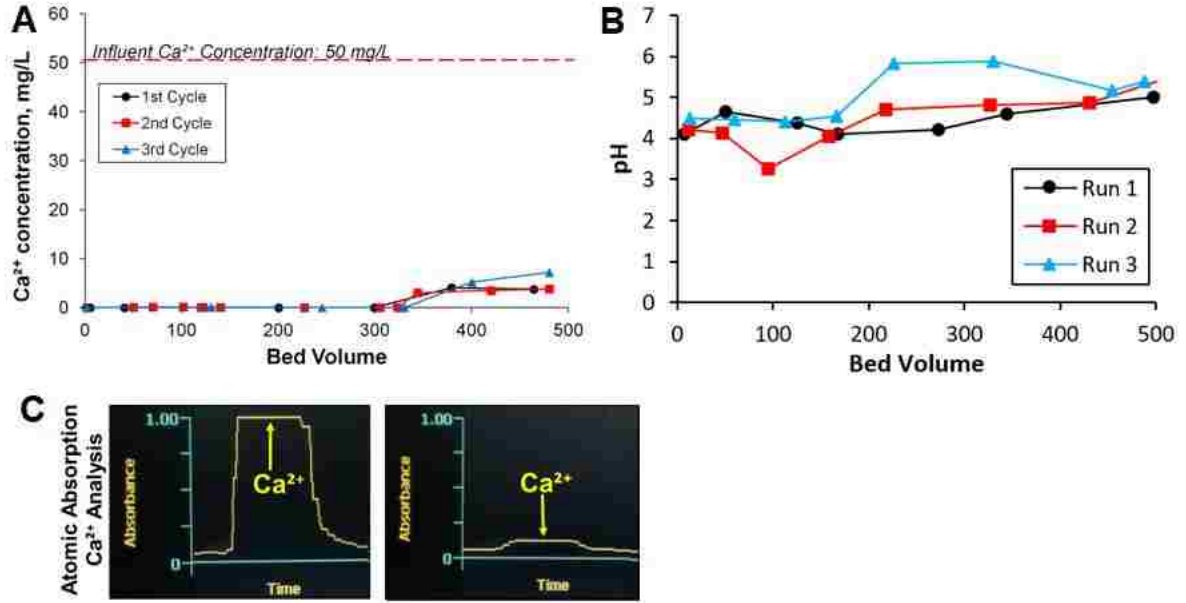 A
Ca²⁺ concentration, mg/L
60
50
40
30
20
10
0
Influent Ca²⁺ Concentration: 50 mg/L
1st Cycle
2nd Cycle
3rd Cycle
0 100 200 300 400 500
Bed Volume
B
pH
7
6
5
4
3
2
1
0
Run 1
Run 2
Run 3
0 100 200 300 400 500
Bed Volume
C
Atomic Absorption
Ca²⁺ Analysis
Absorbance
1.00
0
Ca²⁺
Time
Absorbance
1.00
0
Ca²⁺
Time